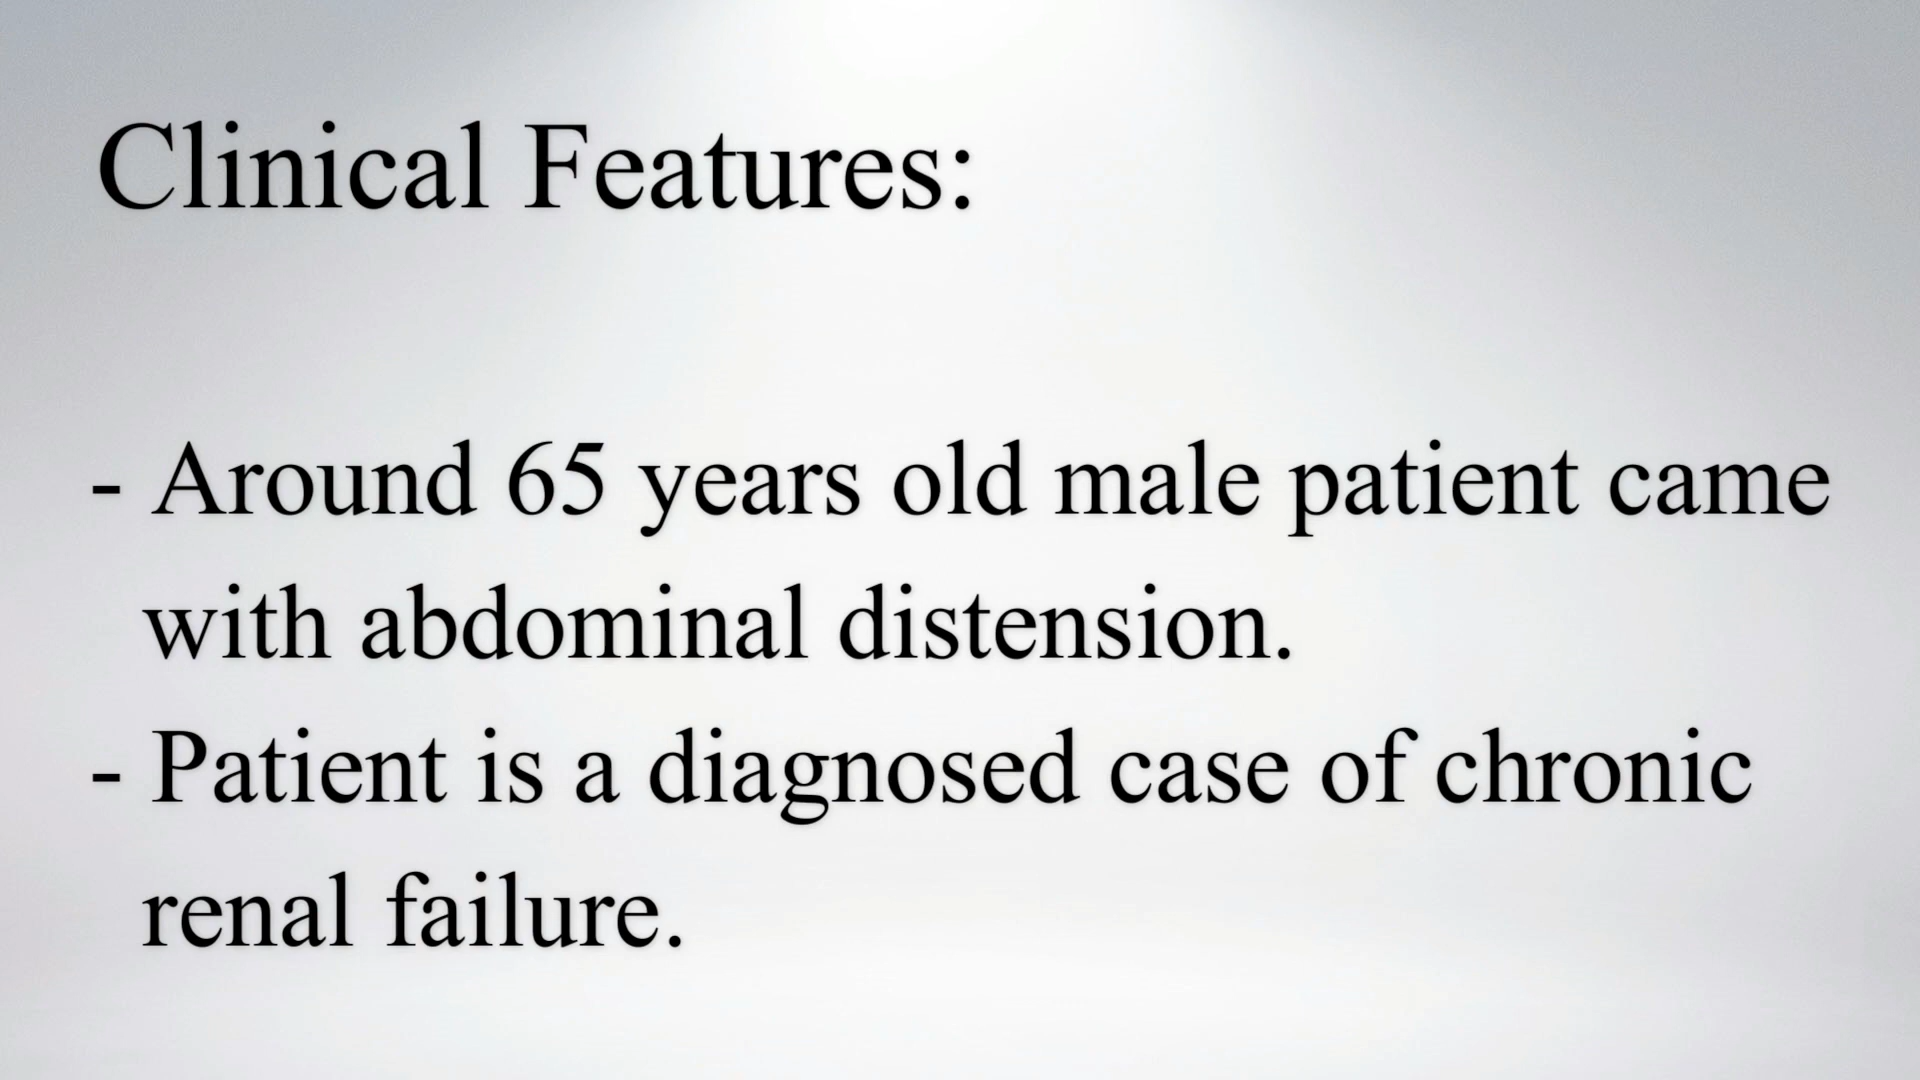 Clinical Features:
- Around 65 years old male patient came
with abdominal distension.
- Patient is a diagnosed case of chronic
renal failure.